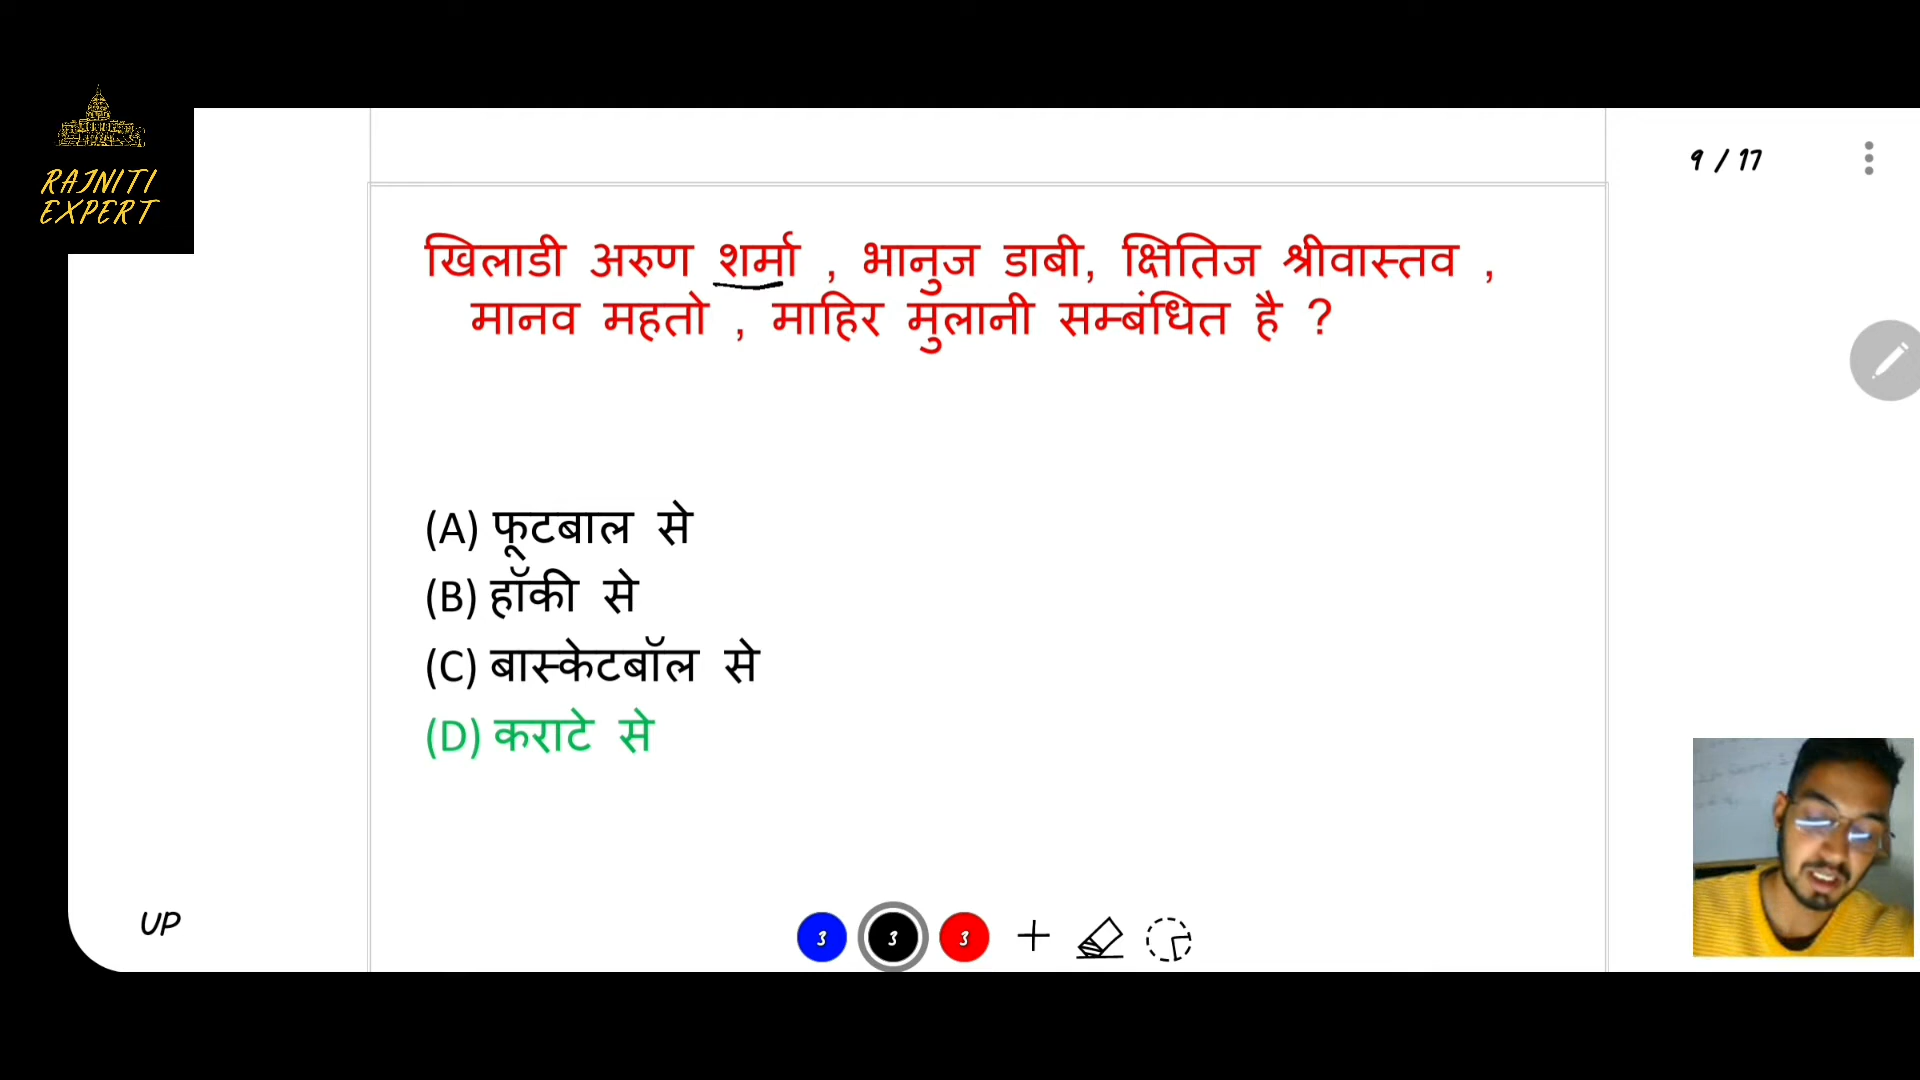 RAJNITI
EXPERT
9 / 17
खिलाडी अरुण शर्मा , भानुज डाबी, क्षितिज श्रीवास्तव ,
मानव महतो , माहिर मुलानी सम्बंधित है ?
(A) फूटबाल से
(B) हॉकी से
(C) बास्केटबॉल से
(D) कराटे से
UP
3 3 3